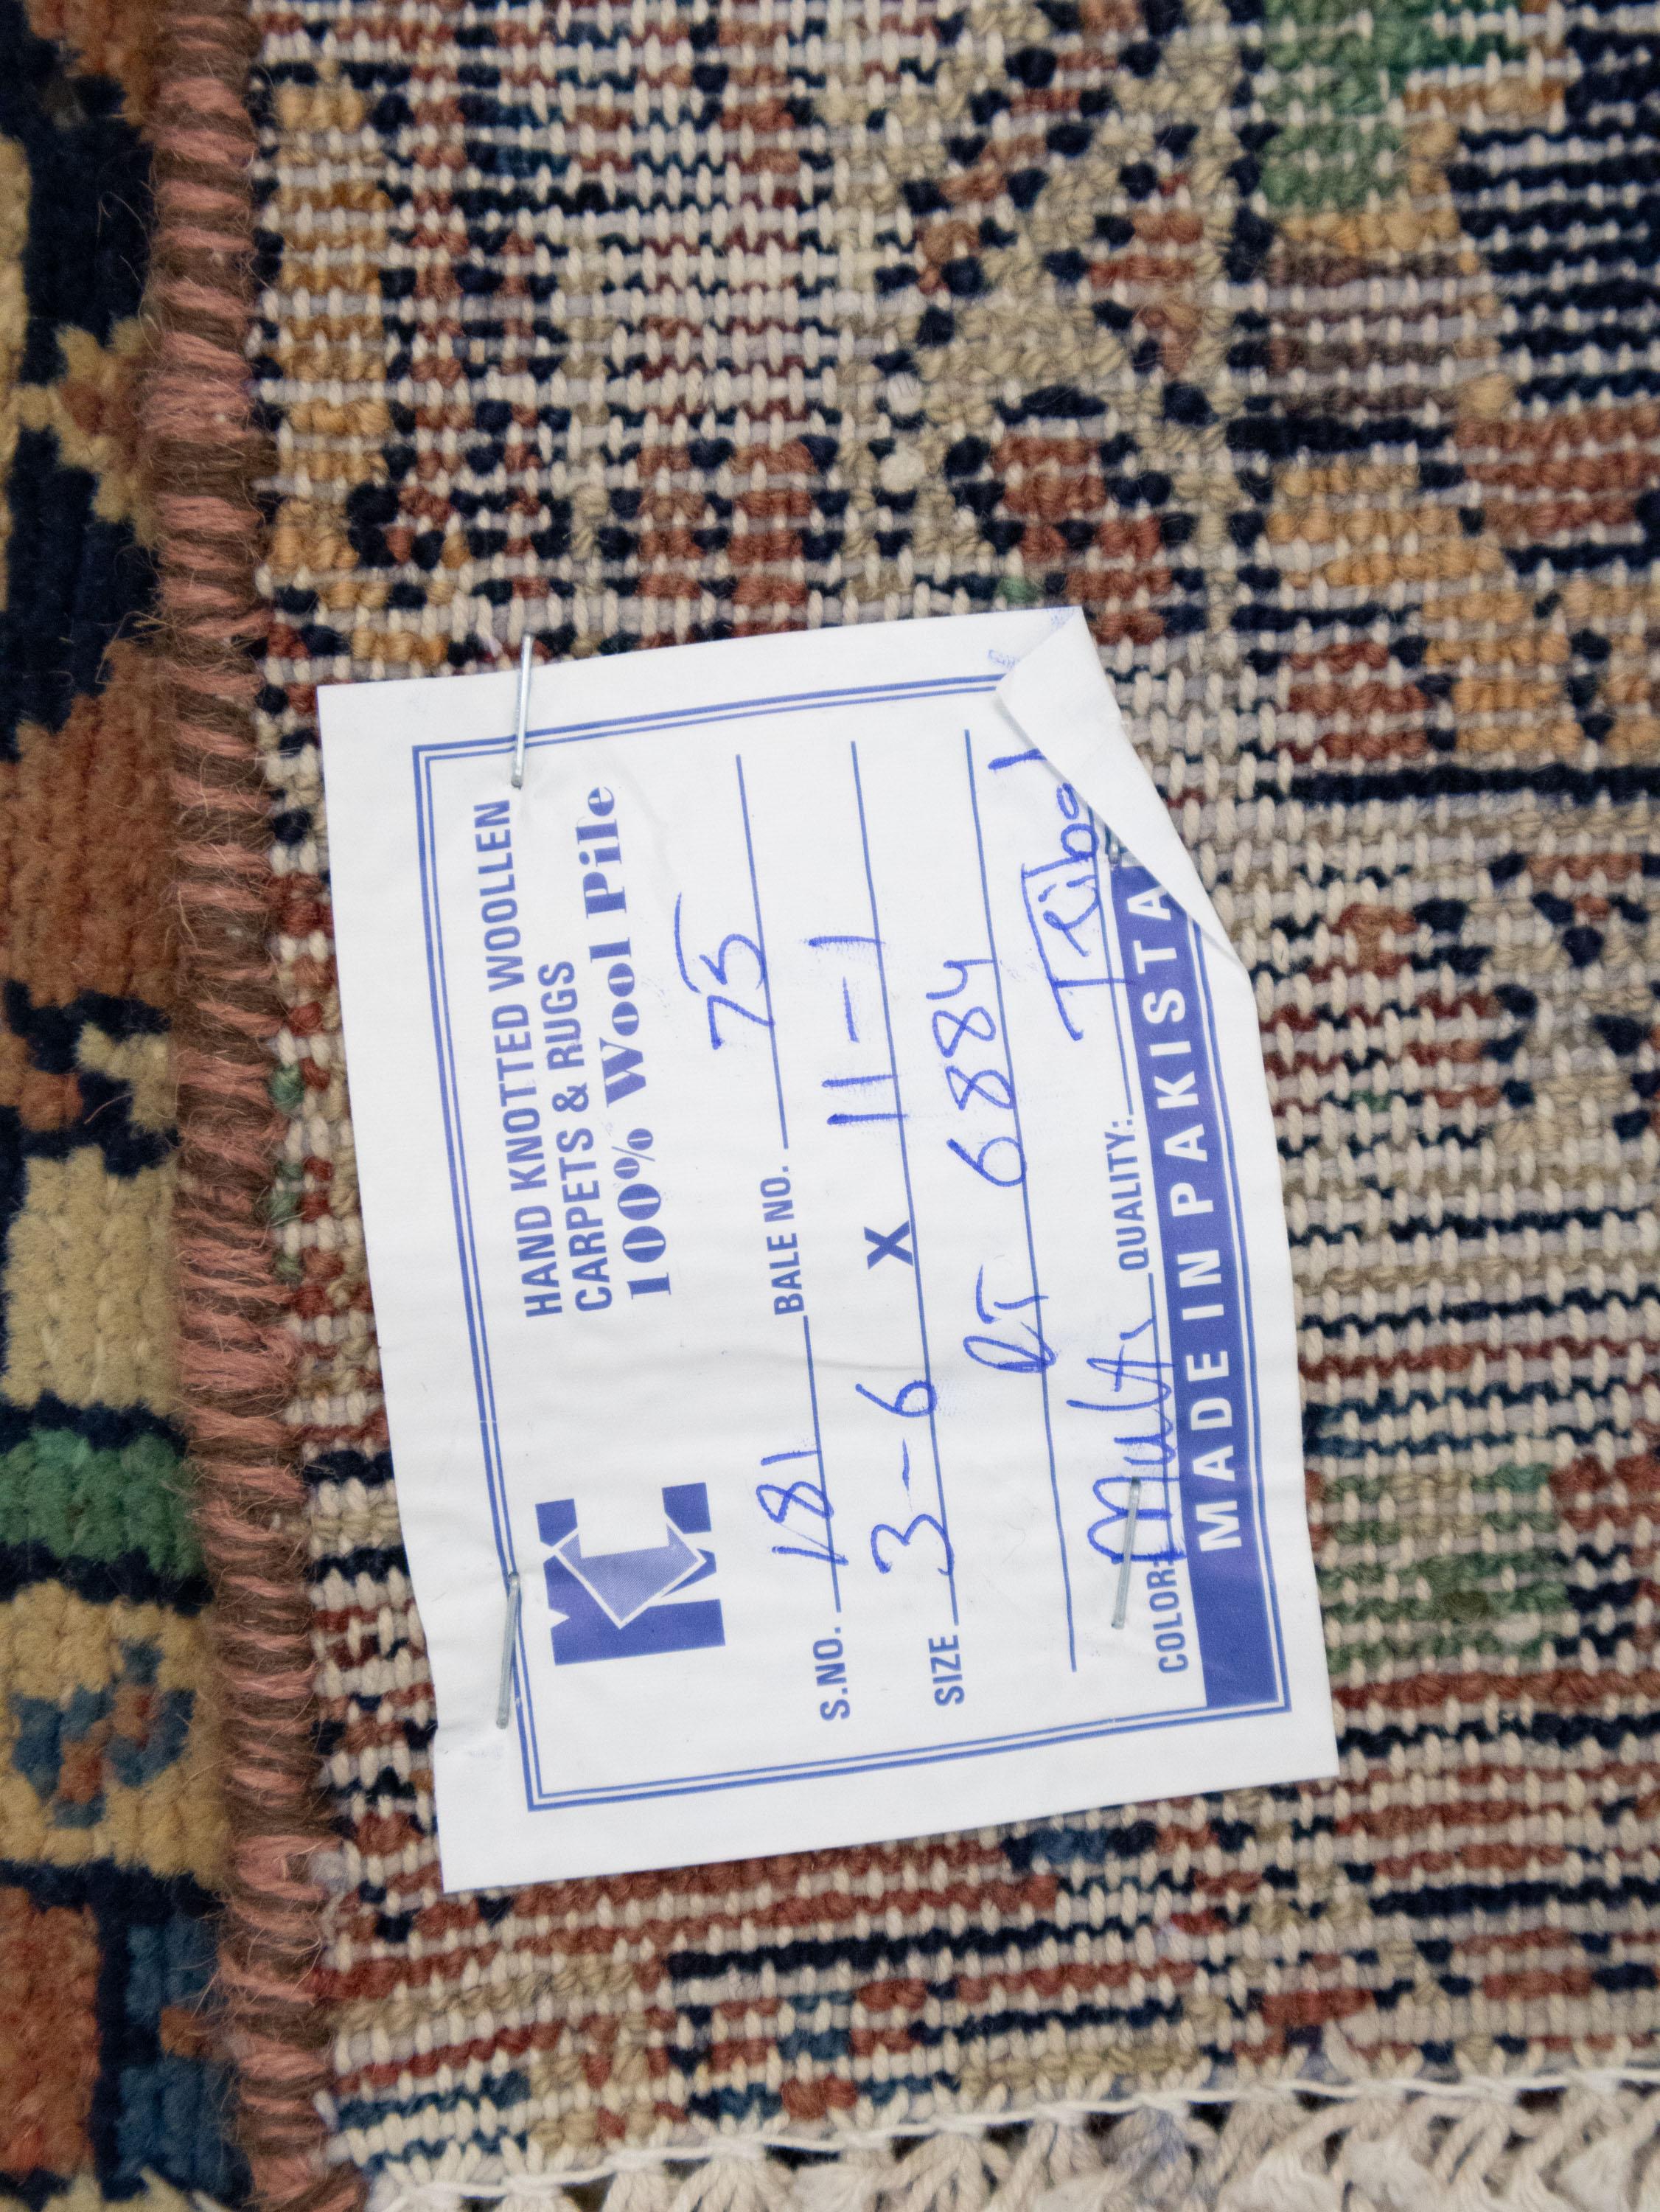 HAND KNOTTED WOOLLEN
CARPETS & RUGS
100% Wool Pile
S.NO. 181 BALE NO. 75
SIZE 3-6 X 11-1
RT 6884
COLOR: Multi QUALITY: Tribal
MADE IN PAKISTA